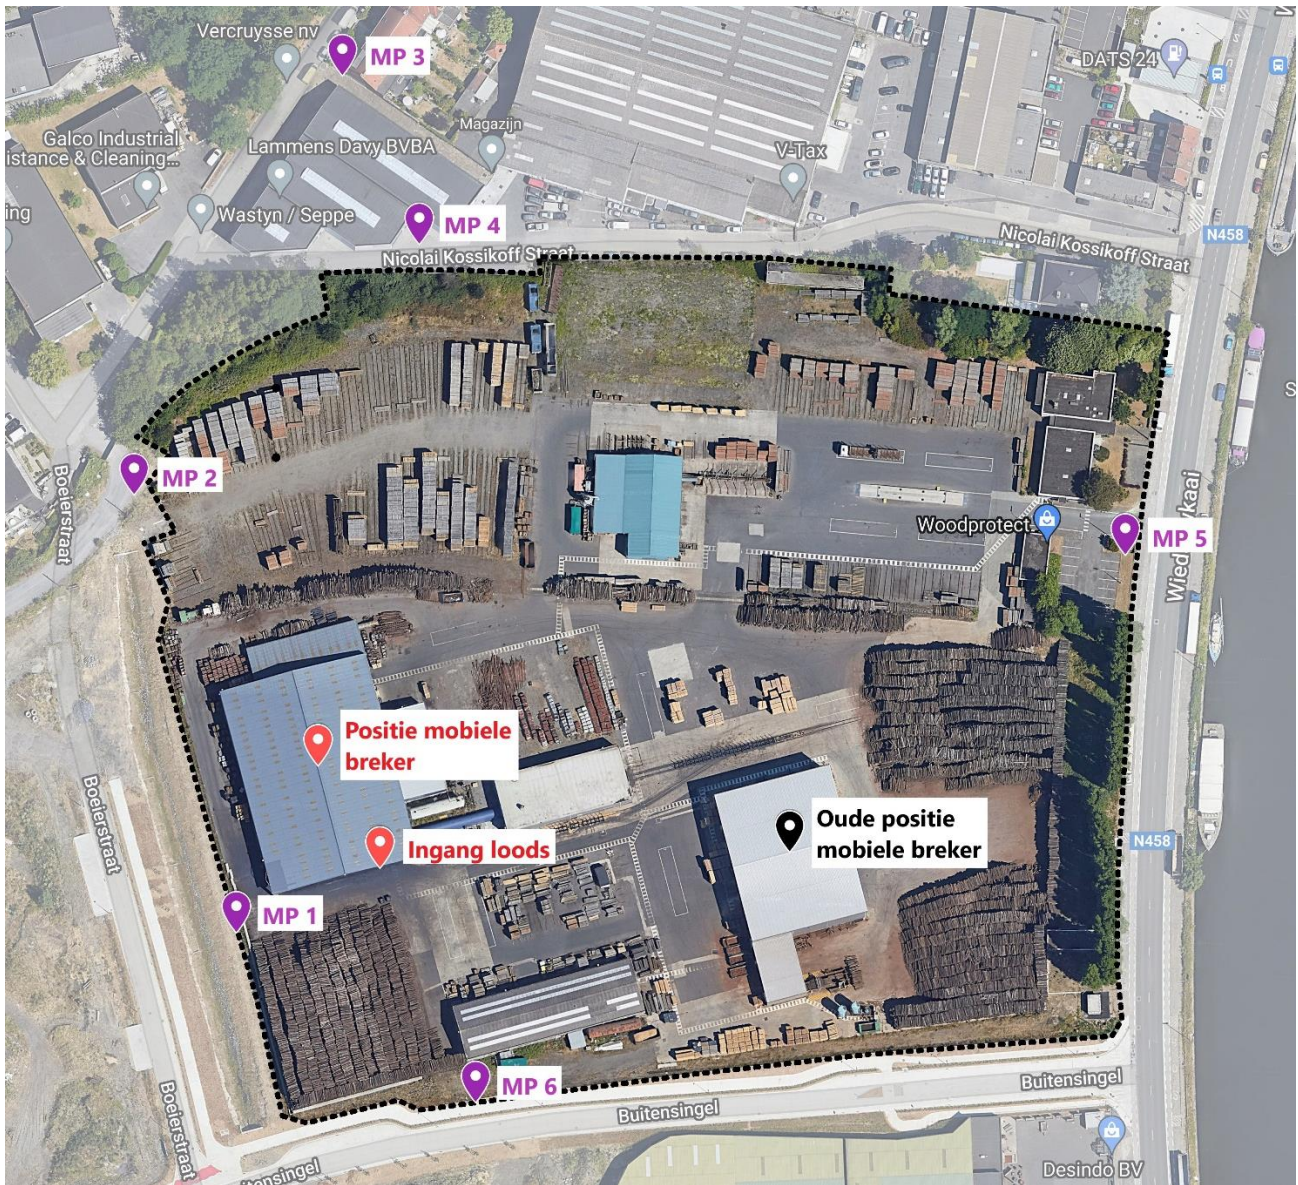 Vercruysse nv
MP 3
DATS 24
Galco Industrial
istance & Cleaning...
Lammens Davy BVBA
Magazijn
V-Tax
ing
Wastyn / Seppe
MP 4
Nicolai Kossikoff Straat
Nicolai Kossikoff Straat
N458
S
MP 2
Boeierstraat
Woodprotect
MP 5
Positie mobiele
breker
Oude positie
mobiele breker
Ingang loods
Boeierstraat
N458
MP 1
MP 6
Buitensingel
Buitensingel
Boeierstraat
Desindo BV